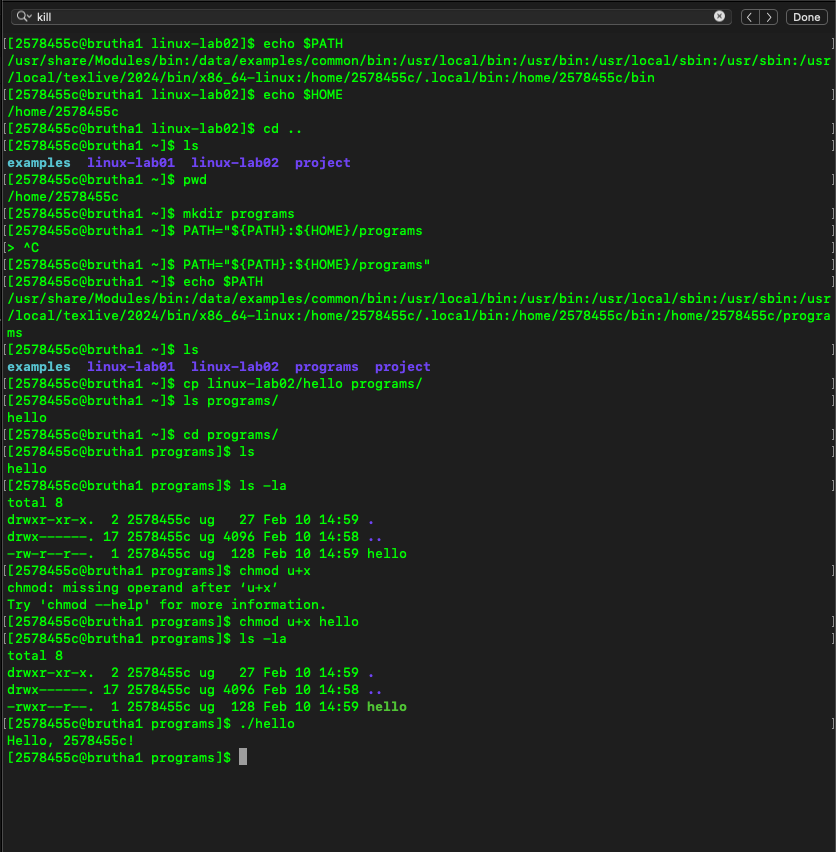 kill
Done
[[2578455c@brutha1 linux-lab02]$ echo $PATH ]
/usr/share/Modules/bin:/data/examples/common/bin:/usr/local/bin:/usr/bin:/usr/local/sbin:/usr/sbin:/usr
/local/texlive/2024/bin/x86_64-linux:/home/2578455c/.local/bin:/home/2578455c/bin
[[2578455c@brutha1 linux-lab02]$ echo $HOME ]
/home/2578455c
[[2578455c@brutha1 linux-lab02]$ cd .. ]
[[2578455c@brutha1 ~]$ ls ]
examples  linux-lab01  linux-lab02  project
[[2578455c@brutha1 ~]$ pwd ]
/home/2578455c
[[2578455c@brutha1 ~]$ mkdir programs ]
[[2578455c@brutha1 ~]$ PATH="${PATH}:${HOME}/programs ]
[> ^C ]
[[2578455c@brutha1 ~]$ PATH="${PATH}:${HOME}/programs" ]
[[2578455c@brutha1 ~]$ echo $PATH ]
/usr/share/Modules/bin:/data/examples/common/bin:/usr/local/bin:/usr/bin:/usr/local/sbin:/usr/sbin:/usr
/local/texlive/2024/bin/x86_64-linux:/home/2578455c/.local/bin:/home/2578455c/bin:/home/2578455c/progra
ms
[[2578455c@brutha1 ~]$ ls ]
examples  linux-lab01  linux-lab02  programs  project
[[2578455c@brutha1 ~]$ cp linux-lab02/hello programs/ ]
[[2578455c@brutha1 ~]$ ls programs/ ]
hello
[[2578455c@brutha1 ~]$ cd programs/ ]
[[2578455c@brutha1 programs]$ ls ]
hello
[[2578455c@brutha1 programs]$ ls -la ]
total 8
drwxr-xr-x.  2 2578455c ug   27 Feb 10 14:59 .
drwx------. 17 2578455c ug 4096 Feb 10 14:58 ..
-rw-r--r--.  1 2578455c ug  128 Feb 10 14:59 hello
[[2578455c@brutha1 programs]$ chmod u+x ]
chmod: missing operand after ‘u+x’
Try 'chmod --help' for more information.
[[2578455c@brutha1 programs]$ chmod u+x hello ]
[[2578455c@brutha1 programs]$ ls -la ]
total 8
drwxr-xr-x.  2 2578455c ug   27 Feb 10 14:59 .
drwx------. 17 2578455c ug 4096 Feb 10 14:58 ..
-rwxr--r--.  1 2578455c ug  128 Feb 10 14:59 hello
[[2578455c@brutha1 programs]$ ./hello ]
Hello, 2578455c!
[2578455c@brutha1 programs]$